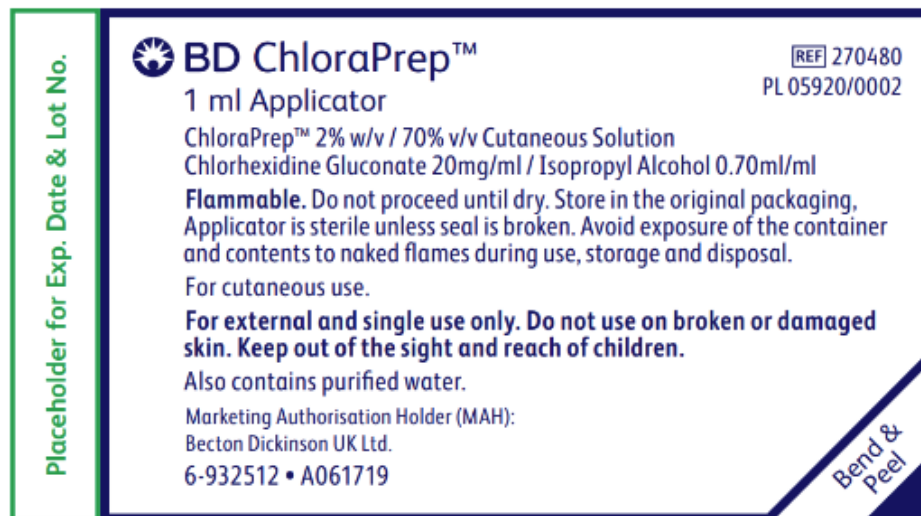 Placeholder for Exp. Date & Lot No.
BD ChloraPrep™
1 ml Applicator
REF 270480
PL 05920/0002
ChloraPrep™ 2% w/v / 70% v/v Cutaneous Solution
Chlorhexidine Gluconate 20mg/ml / Isopropyl Alcohol 0.70ml/ml
Flammable. Do not proceed until dry. Store in the original packaging,
Applicator is sterile unless seal is broken. Avoid exposure of the container
and contents to naked flames during use, storage and disposal.
For cutaneous use.
For external and single use only. Do not use on broken or damaged
skin. Keep out of the sight and reach of children.
Also contains purified water.
Marketing Authorisation Holder (MAH):
Becton Dickinson UK Ltd.
6-932512 • A061719
Bend &
Peel